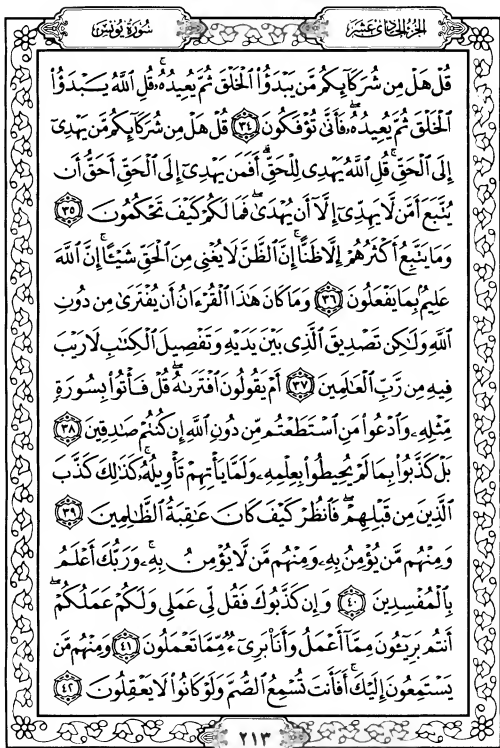 الجزء الحادي عشر
سورة يونس
قُلْ هَلْ مِن شُرَكَآئِكُم مَّن يَبْدَؤُا۟ ٱلْخَلْقَ ثُمَّ يُعِيدُهُۥ ۚ قُلِ ٱللَّهُ يَبْدَؤُا۟
ٱلْخَلْقَ ثُمَّ يُعِيدُهُۥ ۖ فَأَنَّىٰ تُؤْفَكُونَ ٣٤ قُلْ هَلْ مِن شُرَكَآئِكُم مَّن يَهْدِىٓ
إِلَى ٱلْحَقِّ ۚ قُلِ ٱللَّهُ يَهْدِى لِلْحَقِّ ۗ أَفَمَن يَهْدِىٓ إِلَى ٱلْحَقِّ أَحَقُّ أَن
يُتَّبَعَ أَمَّن لَّا يَهِدِّىٓ إِلَّآ أَن يُهْدَىٰ ۖ فَمَا لَكُمْ كَيْفَ تَحْكُمُونَ ٣٥
وَمَا يَتَّبِعُ أَكْثَرُهُمْ إِلَّا ظَنًّا ۚ إِنَّ ٱلظَّنَّ لَا يُغْنِى مِنَ ٱلْحَقِّ شَيْـًٔا ۚ إِنَّ ٱللَّهَ
عَلِيمٌۢ بِمَا يَفْعَلُونَ ٣٦ وَمَا كَانَ هَـٰذَا ٱلْقُرْءَانُ أَن يُفْتَرَىٰ مِن دُونِ
ٱللَّهِ وَلَـٰكِن تَصْدِيقَ ٱلَّذِى بَيْنَ يَدَيْهِ وَتَفْصِيلَ ٱلْكِتَـٰبِ لَا رَيْبَ
فِيهِ مِن رَّبِّ ٱلْعَـٰلَمِينَ ٣٧ أَمْ يَقُولُونَ ٱفْتَرَىٰهُ ۖ قُلْ فَأْتُوا۟ بِسُورَةٍ
مِّثْلِهِۦ وَٱدْعُوا۟ مَنِ ٱسْتَطَعْتُم مِّن دُونِ ٱللَّهِ إِن كُنتُمْ صَـٰدِقِينَ ٣٨
بَلْ كَذَّبُوا۟ بِمَا لَمْ يُحِيطُوا۟ بِعِلْمِهِۦ وَلَمَّا يَأْتِهِمْ تَأْوِيلُهُۥ ۚ كَذَٰلِكَ كَذَّبَ
ٱلَّذِينَ مِن قَبْلِهِمْ ۖ فَٱنظُرْ كَيْفَ كَانَ عَـٰقِبَةُ ٱلظَّـٰلِمِينَ ٣٩
وَمِنْهُم مَّن يُؤْمِنُ بِهِۦ وَمِنْهُم مَّن لَّا يُؤْمِنُ بِهِۦ ۚ وَرَبُّكَ أَعْلَمُ
بِٱلْمُفْسِدِينَ ٤٠ وَإِن كَذَّبُوكَ فَقُل لِّى عَمَلِى وَلَكُمْ عَمَلُكُمْ ۖ
أَنتُم بَرِيٓـُٔونَ مِمَّآ أَعْمَلُ وَأَنَا۠ بَرِىٓءٌ مِّمَّا تَعْمَلُونَ ٤١ وَمِنْهُم مَّن
يَسْتَمِعُونَ إِلَيْكَ ۚ أَفَأَنتَ تُسْمِعُ ٱلصُّمَّ وَلَوْ كَانُوا۟ لَا يَعْقِلُونَ ٤٢
٢١٣